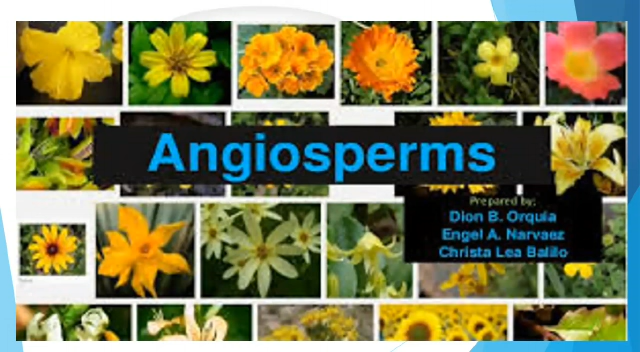 Angiosperms
Prepared by:
Dion B. Orquia
Engel A. Narvaez
Christa Lea Balilo